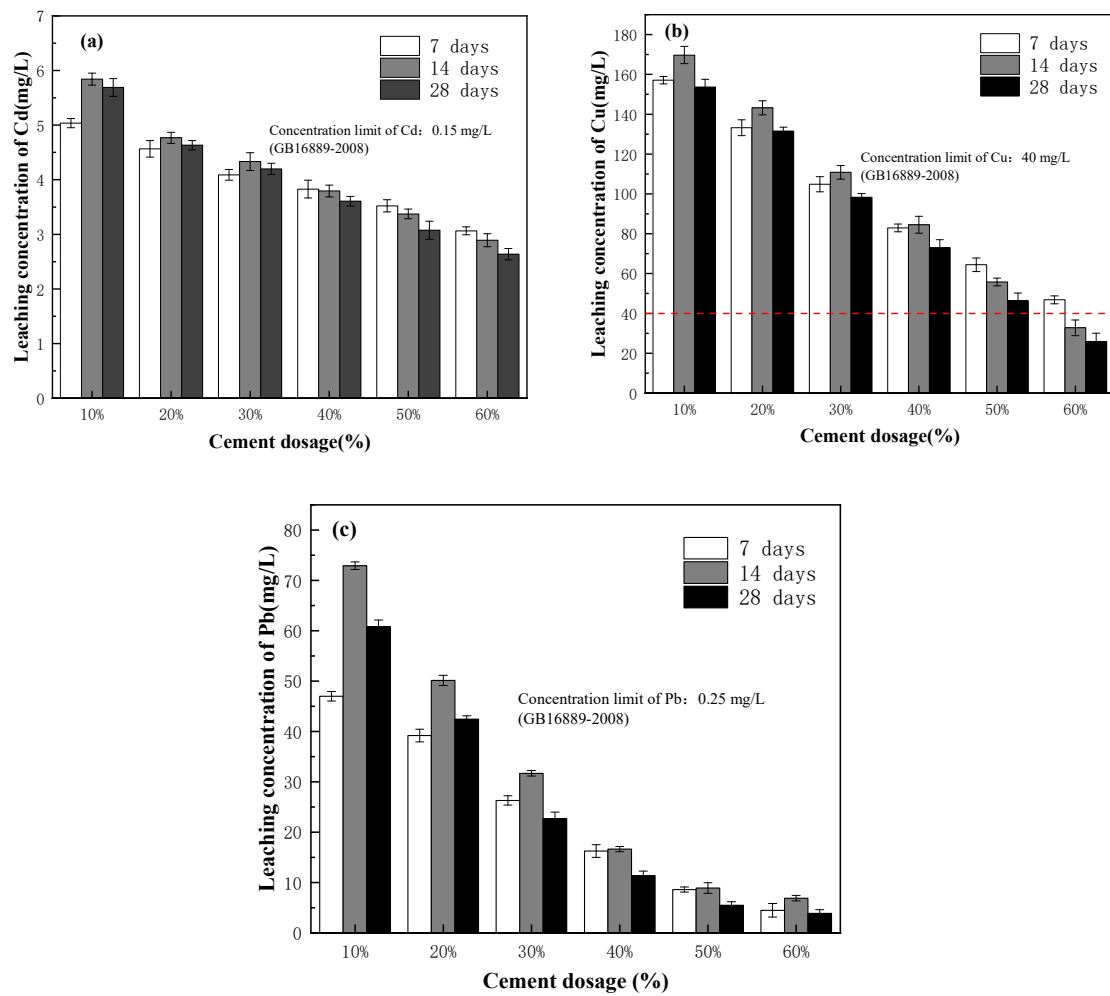 (a)
7 days
14 days
28 days
Concentration limit of Cd: 0.15 mg/L
(GB16889-2008)
Leaching concentration of Cd(mg/L)
7
6
5
4
3
2
1
0
10% 20% 30% 40% 50% 60%
Cement dosage(%)
(b)
7 days
14 days
28 days
Concentration limit of Cu: 40 mg/L
(GB16889-2008)
Leaching concentration of Cu(mg/L)
180
160
140
120
100
80
60
40
20
0
10% 20% 30% 40% 50% 60%
Cement dosage(%)
(c)
7 days
14 days
28 days
Concentration limit of Pb: 0.25 mg/L
(GB16889-2008)
Leaching concentration of Pb(mg/L)
80
70
60
50
40
30
20
10
0
10% 20% 30% 40% 50% 60%
Cement dosage (%)